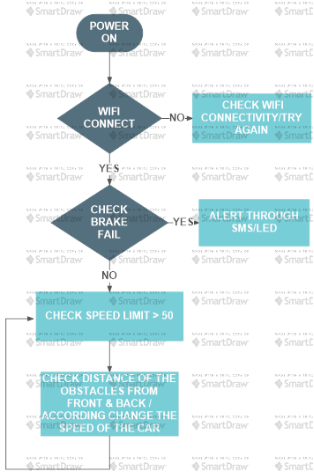 POWER
ON
WIFI
CONNECT
NO
CHECK WIFI
CONNECTIVITY/TRY
AGAIN
YES
CHECK
BRAKE
FAIL
YES
ALERT THROUGH
SMS/LED
NO
CHECK SPEED LIMIT > 50
CHECK DISTANCE OF THE
OBSTACLES FROM
FRONT & BACK /
ACCORDING CHANGE THE
SPEED OF THE CAR
SmartDraw